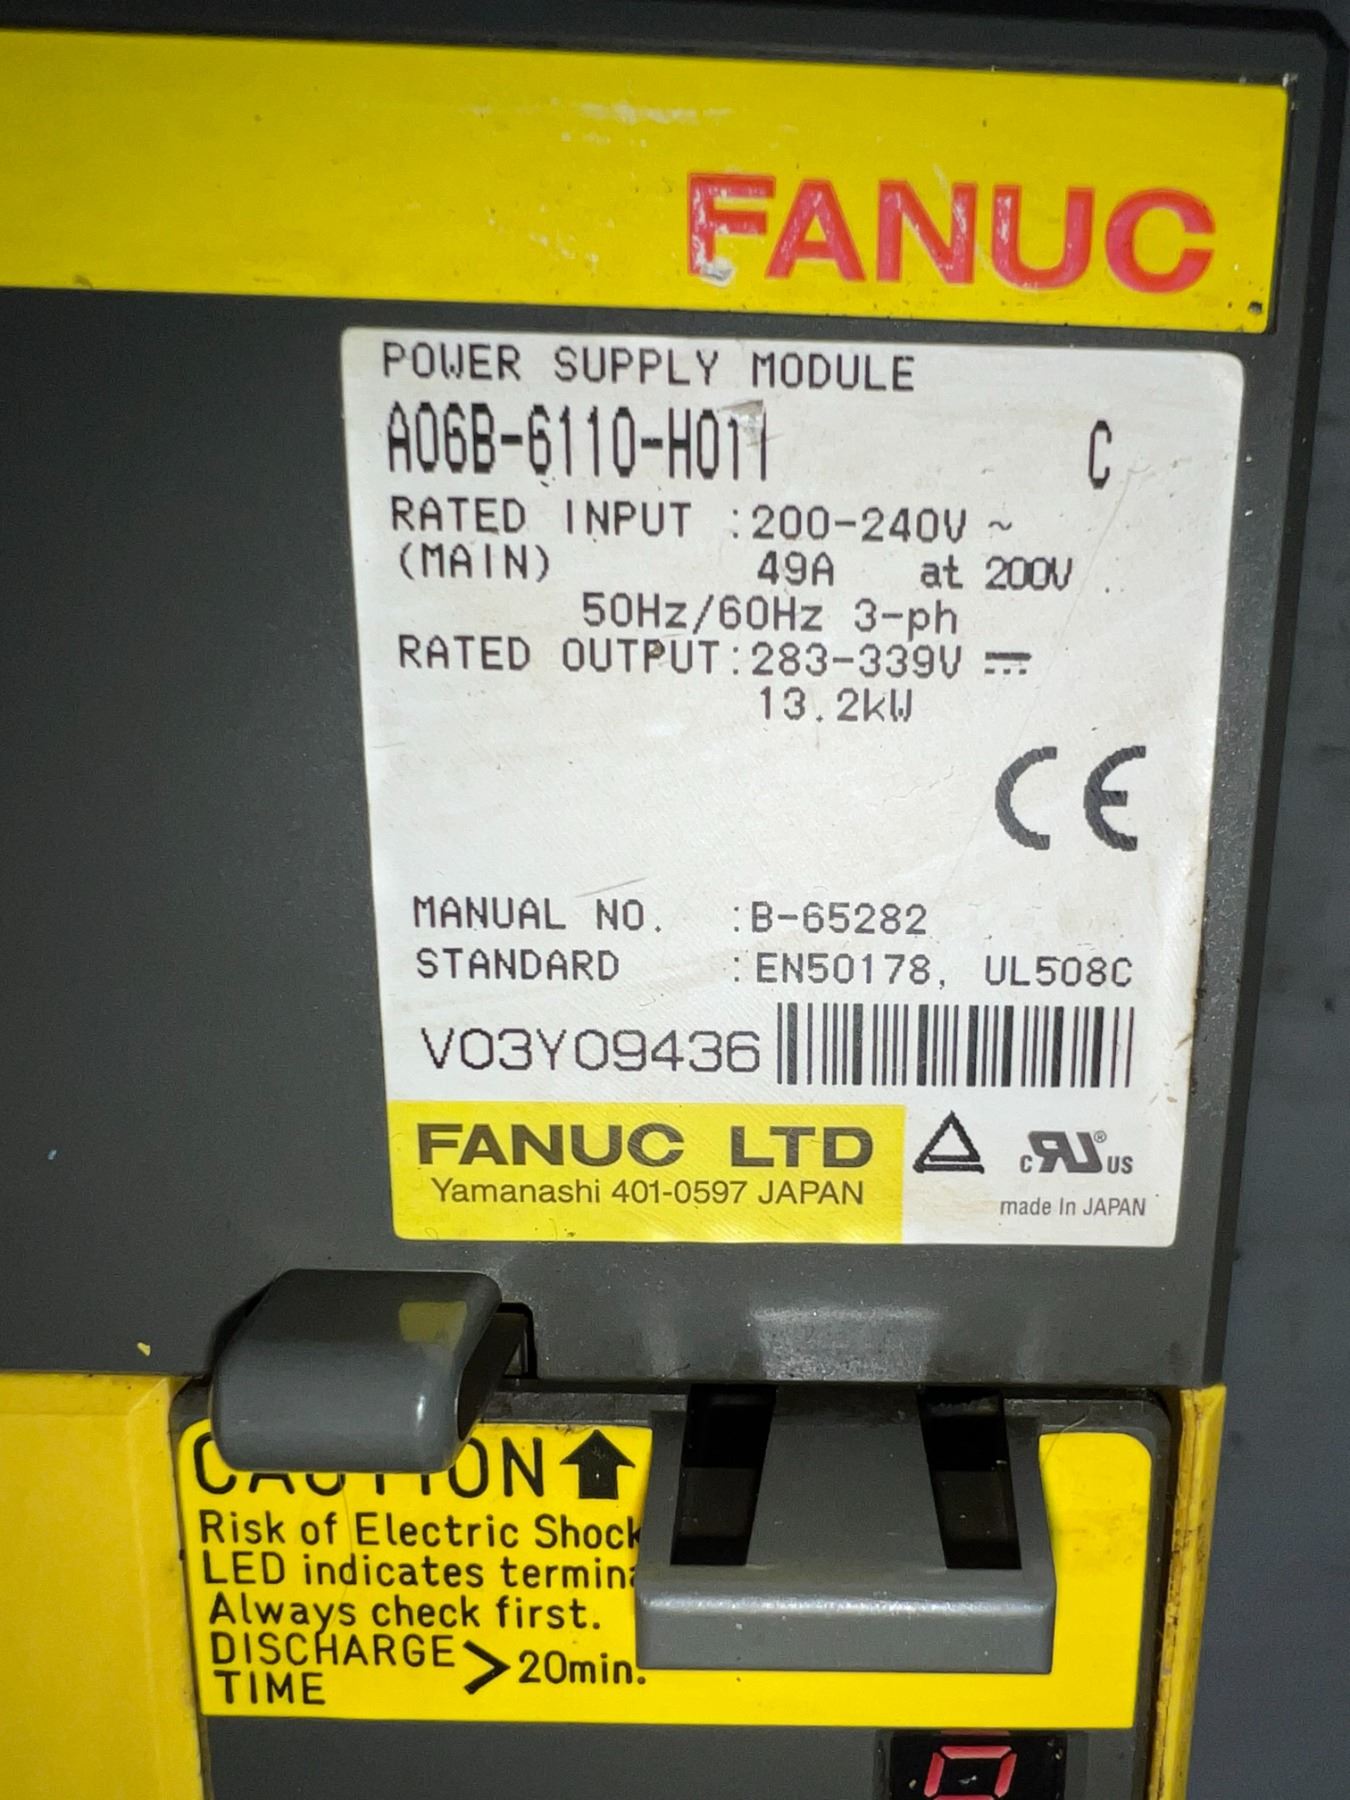 FANUC
POWER SUPPLY MODULE
A06B-6110-H011 C
RATED INPUT :200-240V ~
(MAIN) 49A at 200V
50Hz/60Hz 3-ph
RATED OUTPUT:283-339V ⎓
13.2kW
CE
MANUAL NO. :B-65282
STANDARD :EN50178, UL508C
V03Y09436
FANUC LTD
Yamanashi 401-0597 JAPAN
c RU ® US
made In JAPAN
CAUTION
Risk of Electric Shock
LED indicates
Always check first.
DISCHARGE
TIME
>20min.